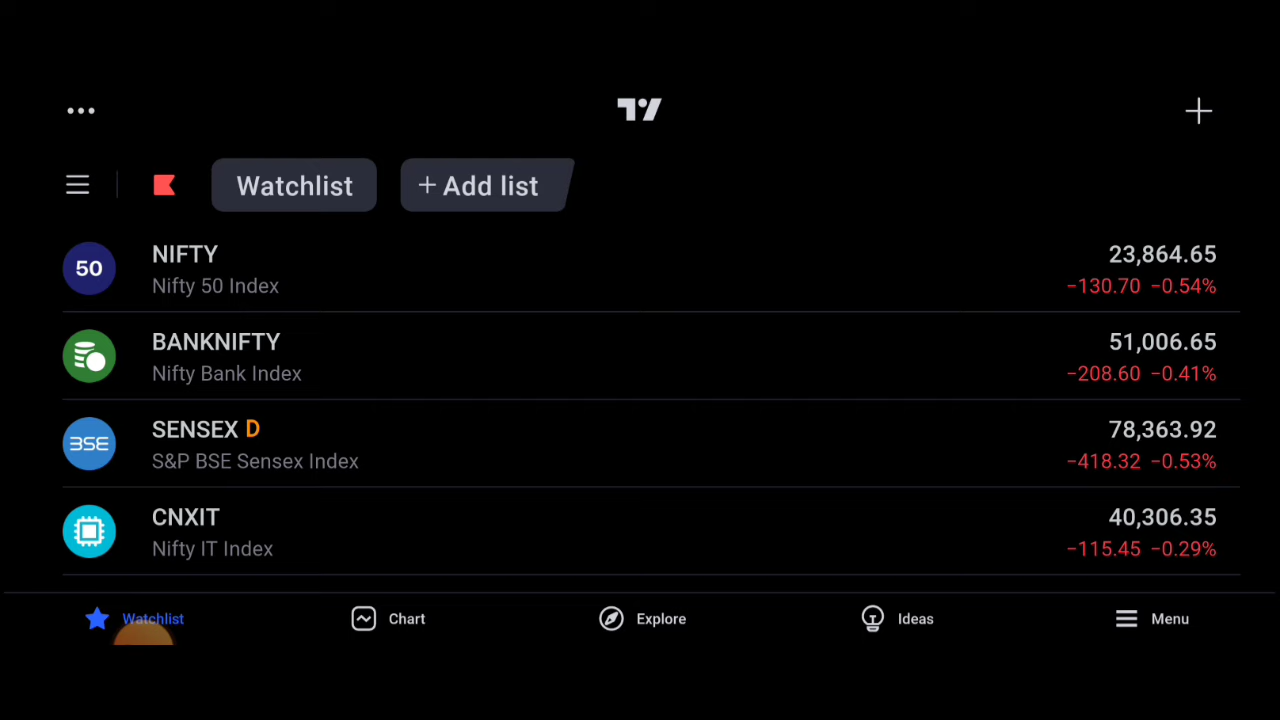 Watchlist
+ Add list
50
NIFTY
23,864.65
Nifty 50 Index
−130.70 −0.54%
BANKNIFTY
51,006.65
Nifty Bank Index
−208.60 −0.41%
BSE
SENSEX D
78,363.92
S&P BSE Sensex Index
−418.32 −0.53%
CNXIT
40,306.35
Nifty IT Index
−115.45 −0.29%
Watchlist
Chart
Explore
Ideas
Menu